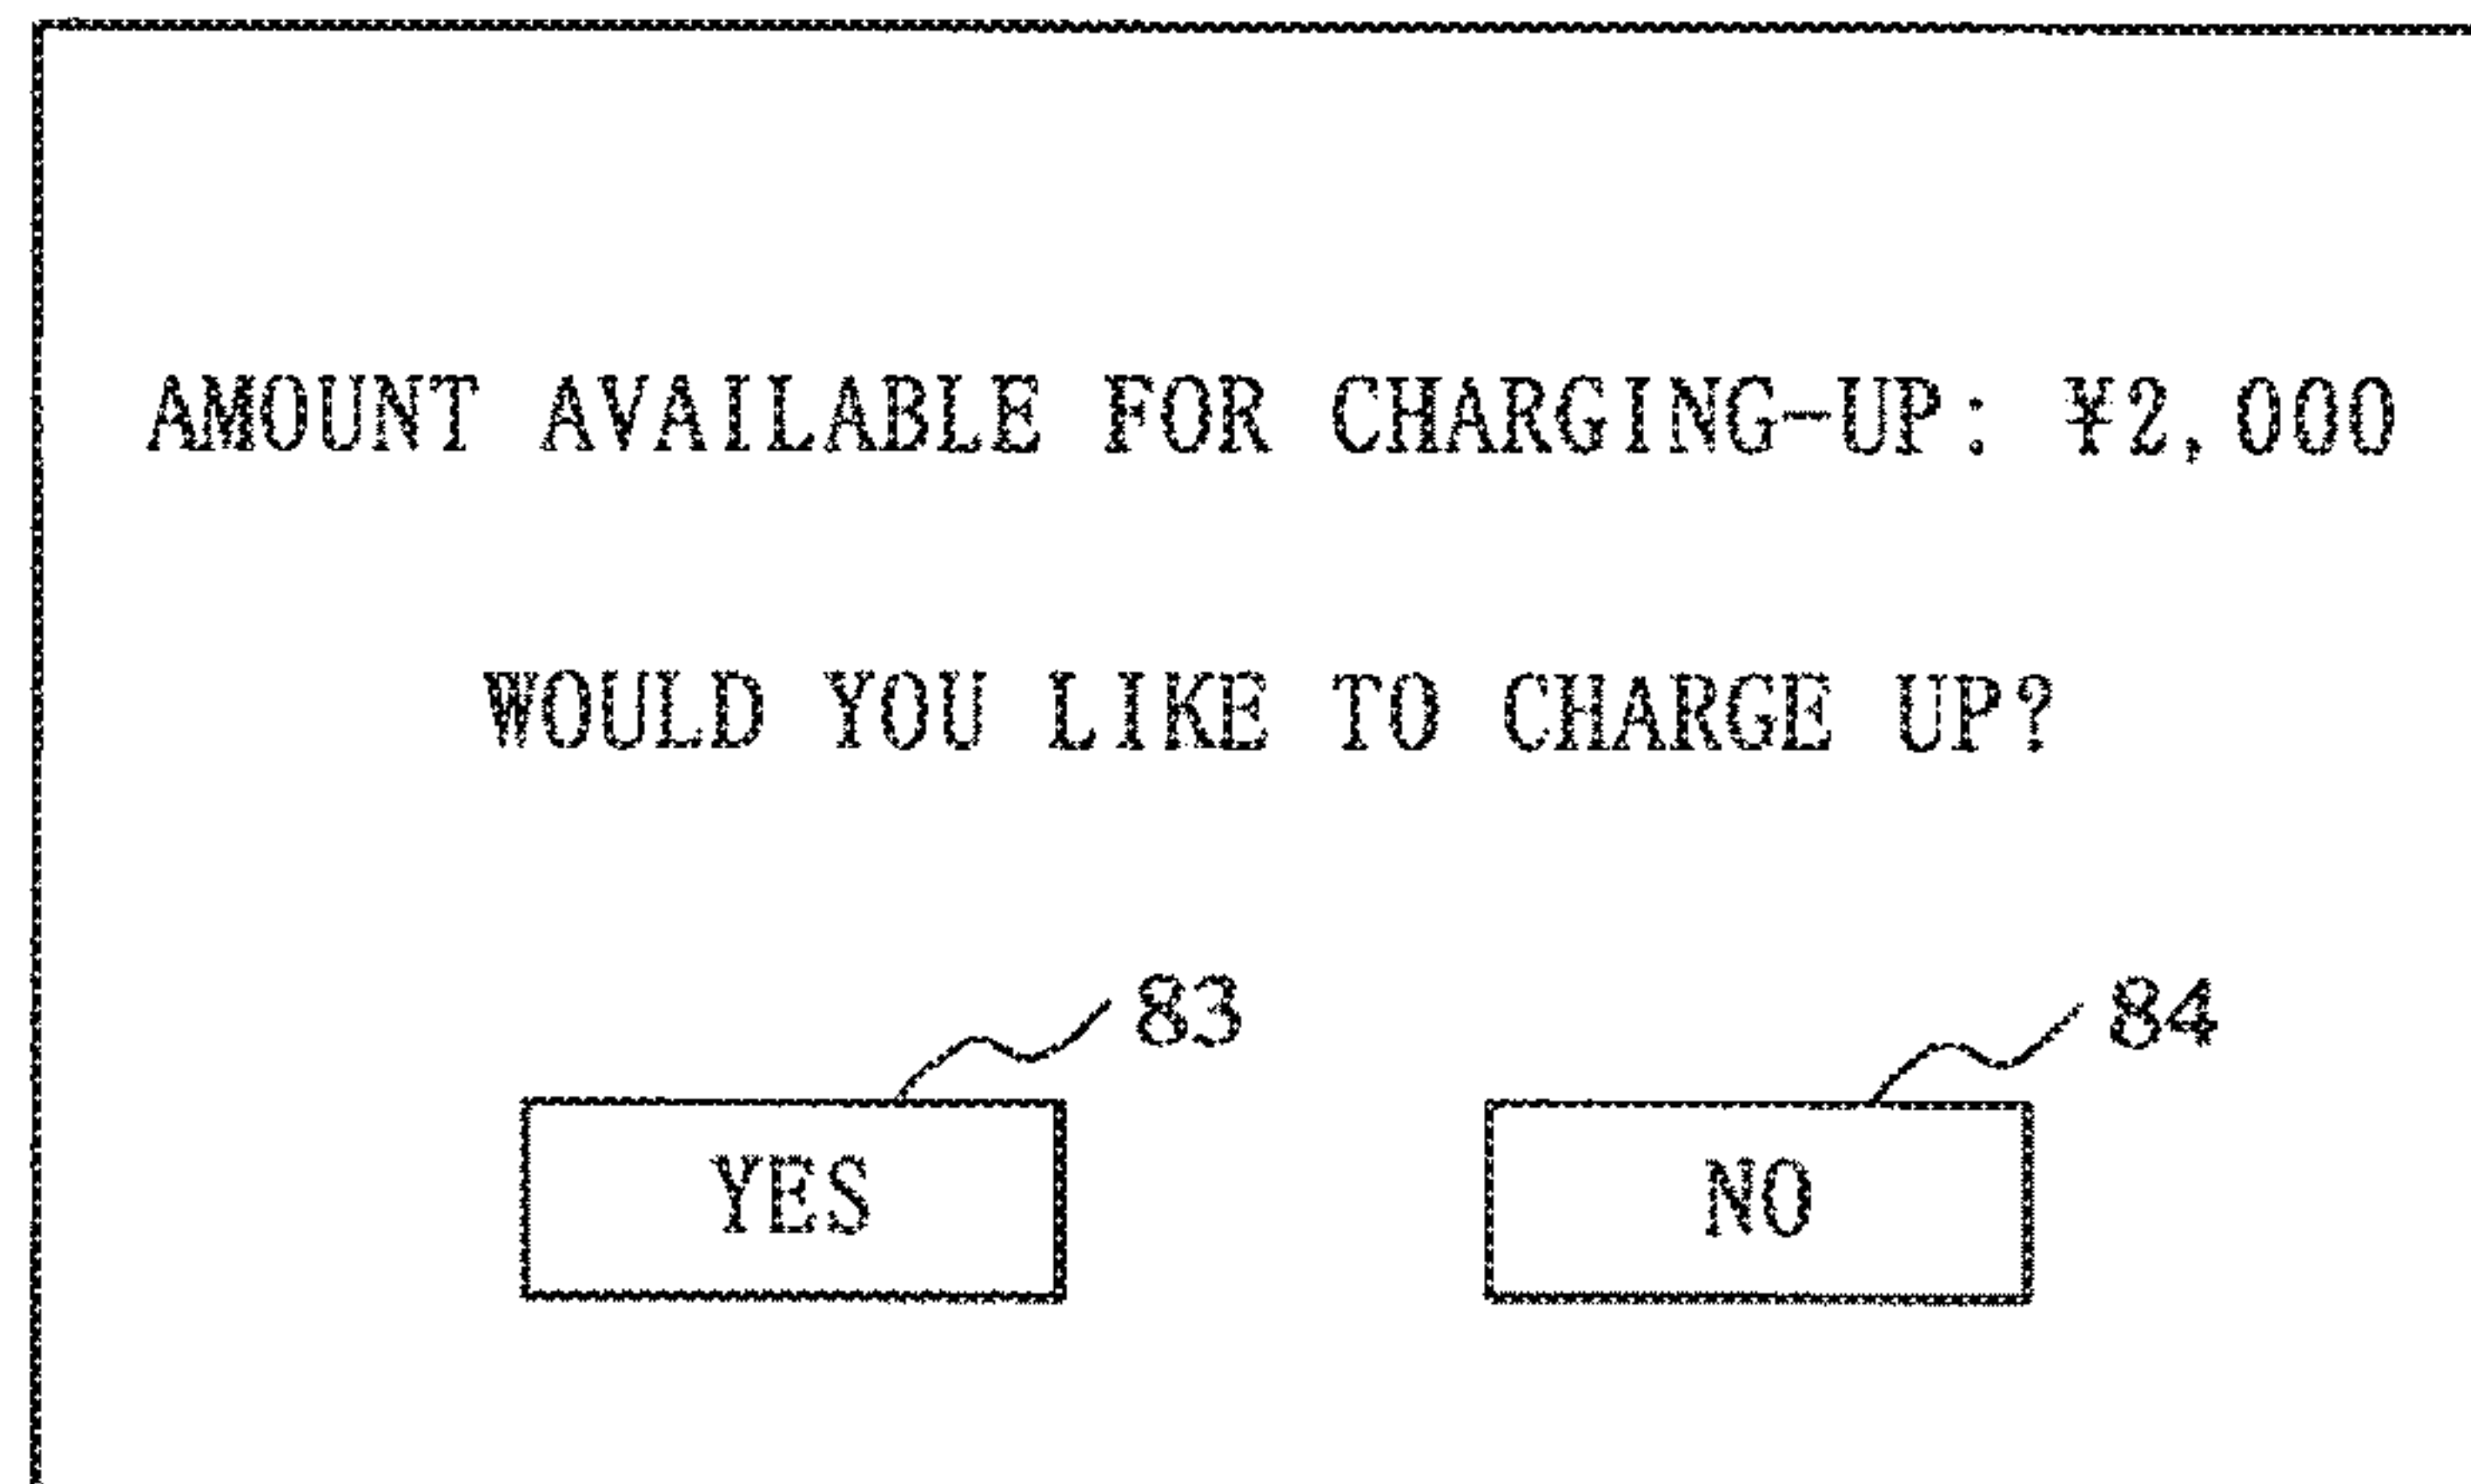 AMOUNT AVAILABLE FOR CHARGING-UP: ¥2,000
WOULD YOU LIKE TO CHARGE UP?
83
84
YES
NO